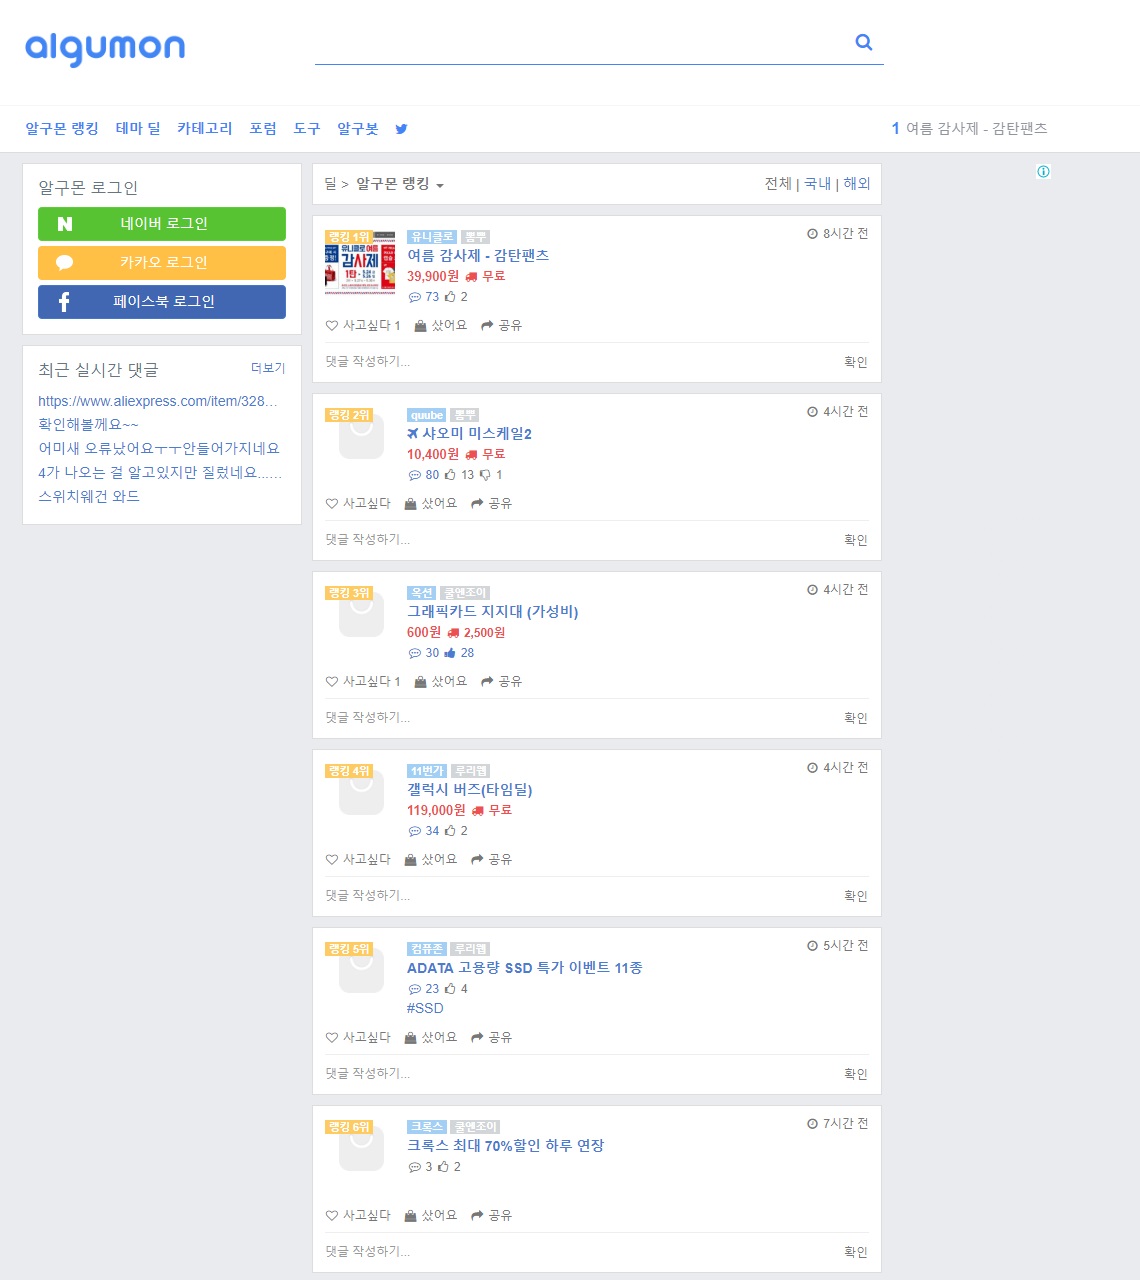 algumon
알구몬 랭킹 테마 딜 카테고리 포럼 도구 알구봇
1 여름 감사제 - 감탄팬츠
알구몬 로그인
네이버 로그인
카카오 로그인
페이스북 로그인
최근 실시간 댓글 더보기
https://www.aliexpress.com/item/328...
확인해볼께요~~
어미새 오류났어요ㅜㅜ안들어가지네요
4가 나오는 걸 알고있지만 질렀네요...…
스위치웨건 와드
딜 > 알구몬 랭킹
전체 | 국내 | 해외
랭킹 1위
유니클로 여름
감사제
1탄
유니클로 뽐뿌
8시간 전
여름 감사제 - 감탄팬츠
39,900원 무료
73 2
사고싶다 1 샀어요 공유
댓글 작성하기... 확인
랭킹 2위
quube 뽐뿌
4시간 전
샤오미 미스케일2
10,400원 무료
80 13 1
사고싶다 샀어요 공유
댓글 작성하기... 확인
랭킹 3위
옥션 쿨엔조이
4시간 전
그래픽카드 지지대 (가성비)
600원 2,500원
30 28
사고싶다 1 샀어요 공유
댓글 작성하기... 확인
랭킹 4위
11번가 루리웹
4시간 전
갤럭시 버즈(타임딜)
119,000원 무료
34 2
사고싶다 샀어요 공유
댓글 작성하기... 확인
랭킹 5위
컴퓨존 루리웹
5시간 전
ADATA 고용량 SSD 특가 이벤트 11종
23 4
#SSD
사고싶다 샀어요 공유
댓글 작성하기... 확인
랭킹 6위
크록스 쿨엔조이
7시간 전
크록스 최대 70%할인 하루 연장
3 2
사고싶다 샀어요 공유
댓글 작성하기... 확인